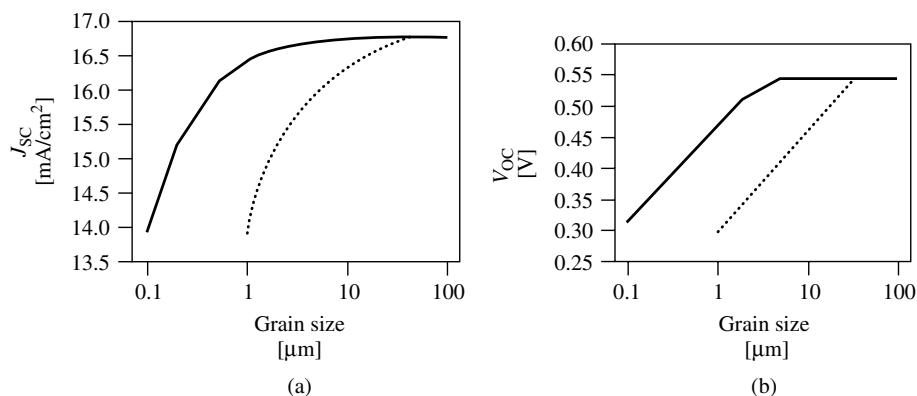 17.0
16.5
16.0
15.5
15.0
14.5
14.0
13.5
J_SC
[mA/cm²]
0.1 1 10 100
Grain size
[μm]
(a)
0.60
0.55
0.50
0.45
0.40
0.35
0.30
0.25
V_OC
[V]
0.1 1 10 100
Grain size
[μm]
(b)